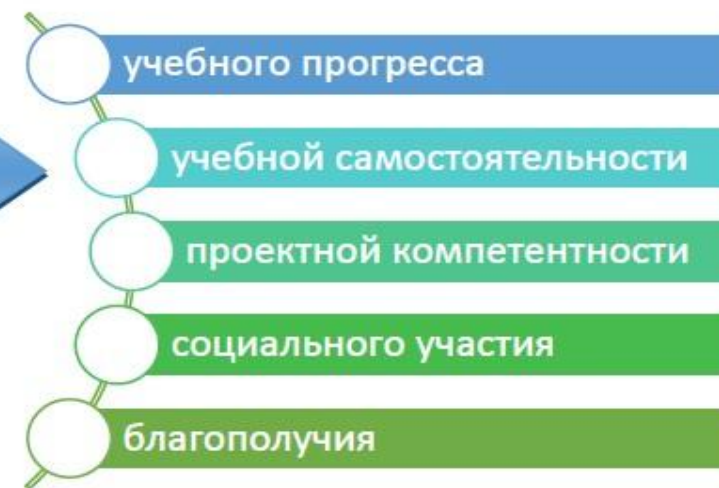 учебного прогресса
учебной самостоятельности
проектной компетентности
социального участия
благополучия